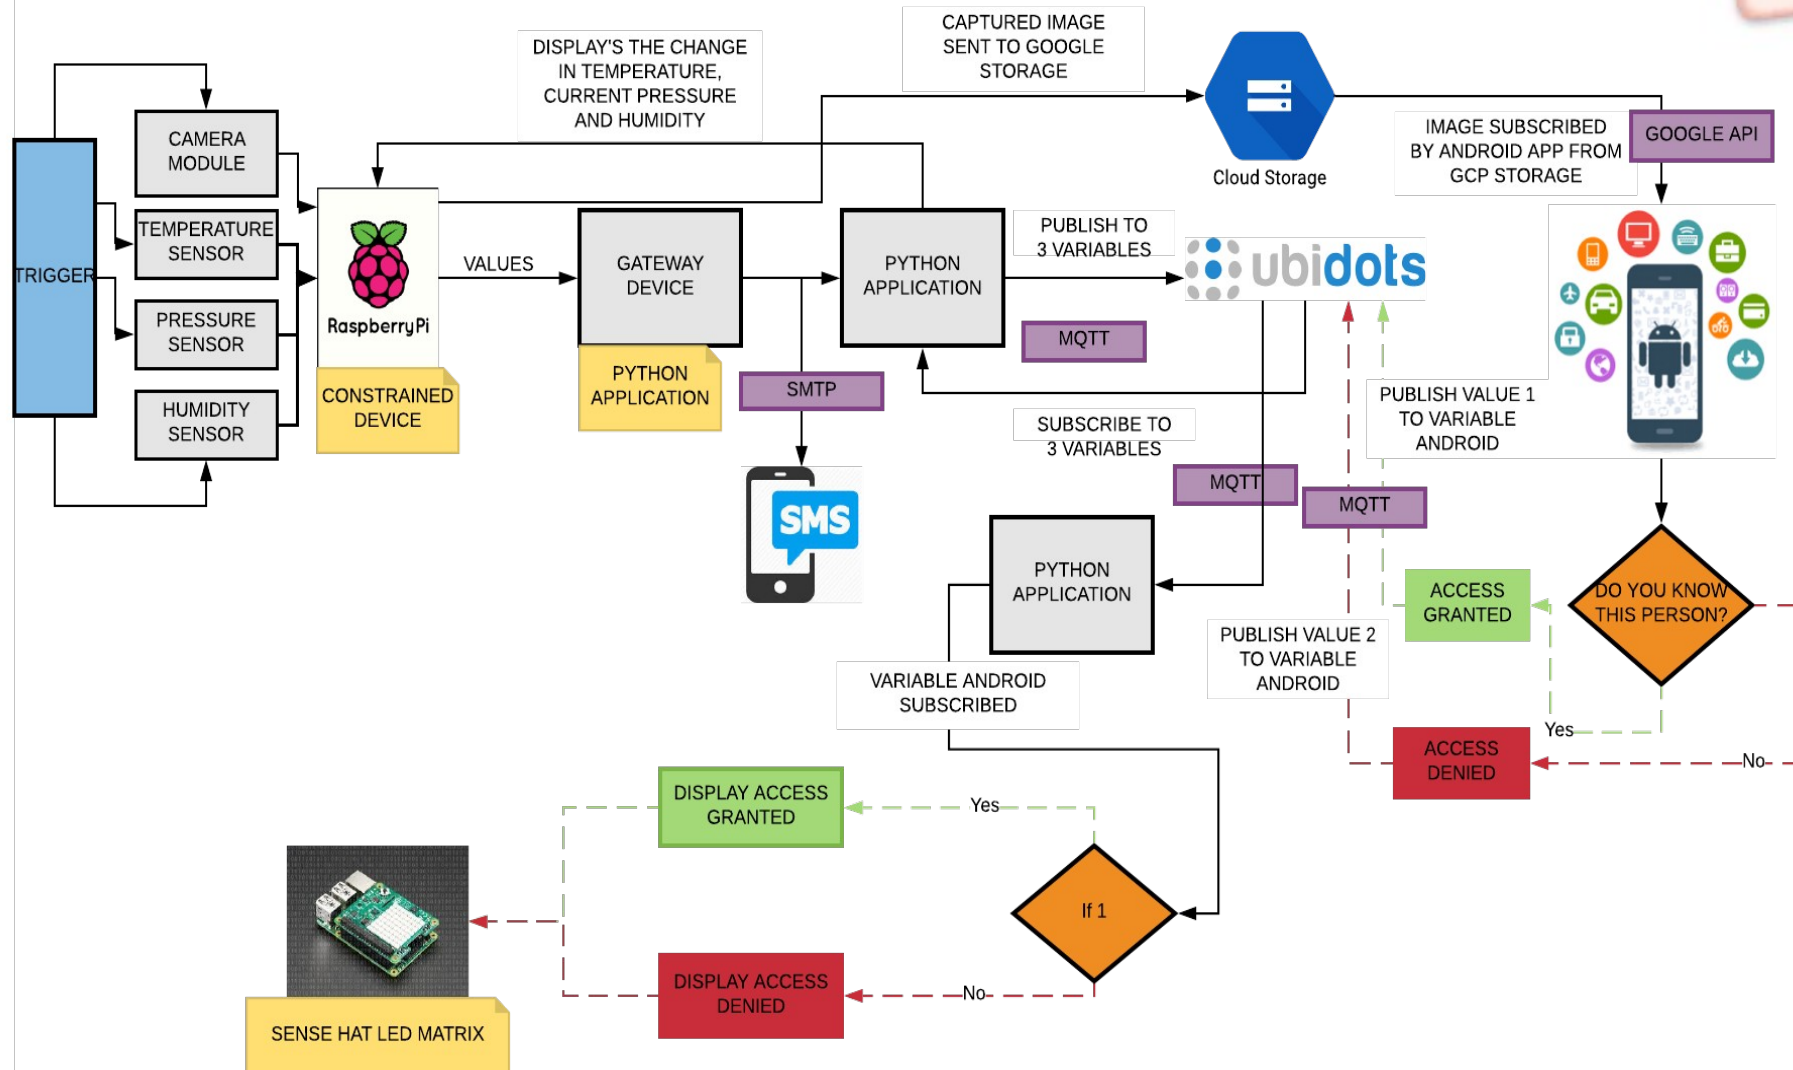 DISPLAY'S THE CHANGE
IN TEMPERATURE,
CURRENT PRESSURE
AND HUMIDITY
CAPTURED IMAGE
SENT TO GOOGLE
STORAGE
Cloud Storage
IMAGE SUBSCRIBED
BY ANDROID APP FROM
GCP STORAGE
GOOGLE API
TRIGGER
CAMERA
MODULE
TEMPERATURE
SENSOR
PRESSURE
SENSOR
HUMIDITY
SENSOR
RaspberryPi
CONSTRAINED
DEVICE
VALUES
GATEWAY
DEVICE
PYTHON
APPLICATION
SMTP
SMS
PYTHON
APPLICATION
PUBLISH TO
3 VARIABLES
MQTT
ubidots
SUBSCRIBE TO
3 VARIABLES
MQTT
MQTT
PUBLISH VALUE 1
TO VARIABLE
ANDROID
DO YOU KNOW
THIS PERSON?
ACCESS
GRANTED
Yes
ACCESS
DENIED
No
PUBLISH VALUE 2
TO VARIABLE
ANDROID
PYTHON
APPLICATION
VARIABLE ANDROID
SUBSCRIBED
If 1
Yes
DISPLAY ACCESS
GRANTED
No
DISPLAY ACCESS
DENIED
SENSE HAT LED MATRIX